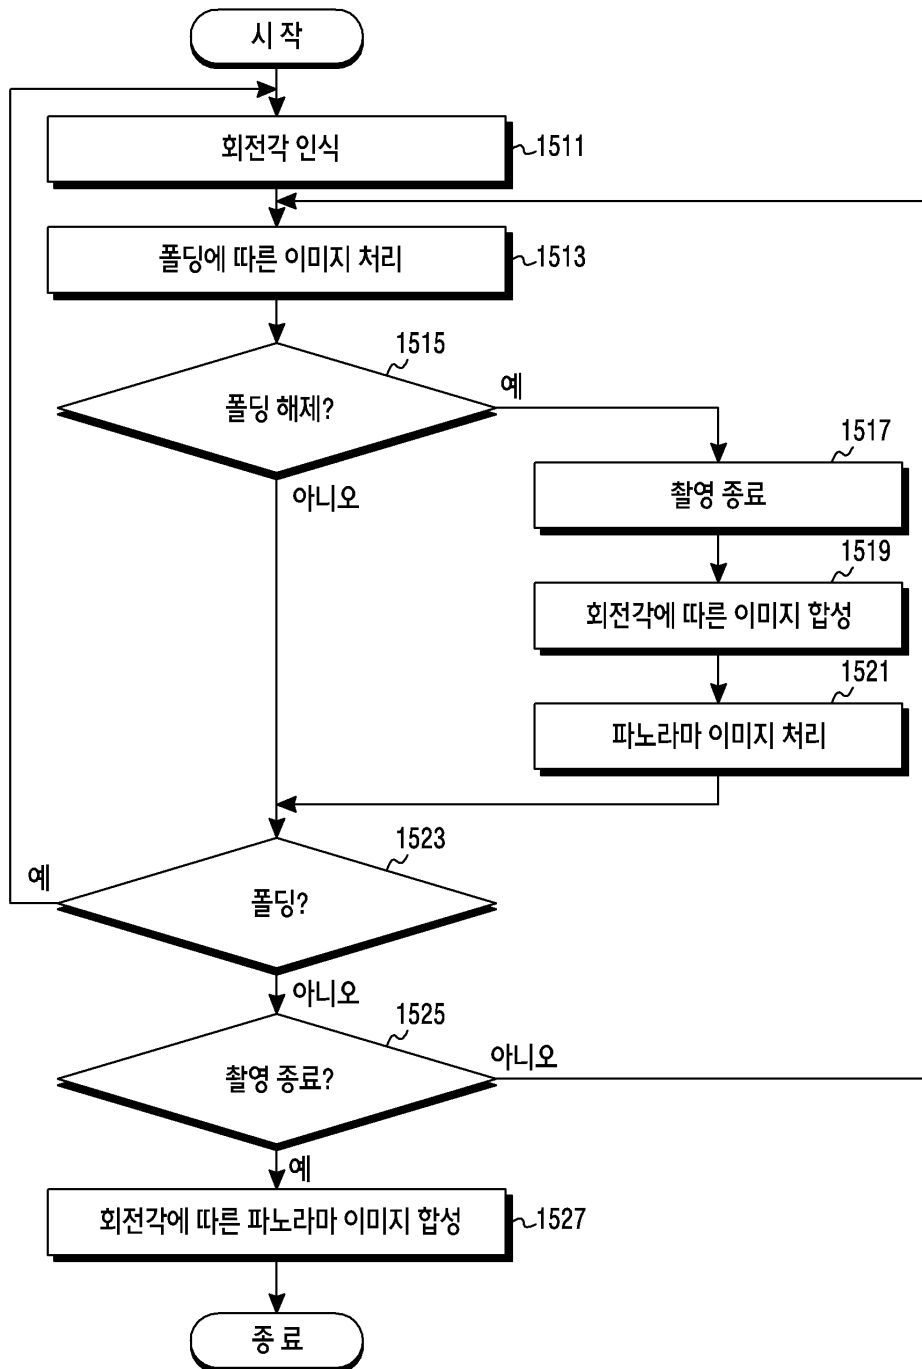 시 작
회전각 인식
1511
폴딩에 따른 이미지 처리
1513
1515
폴딩 해제?
예
아니오
1517
촬영 종료
1519
회전각에 따른 이미지 합성
1521
파노라마 이미지 처리
1523
폴딩?
예
아니오
1525
촬영 종료?
아니오
예
회전각에 따른 파노라마 이미지 합성
1527
종 료